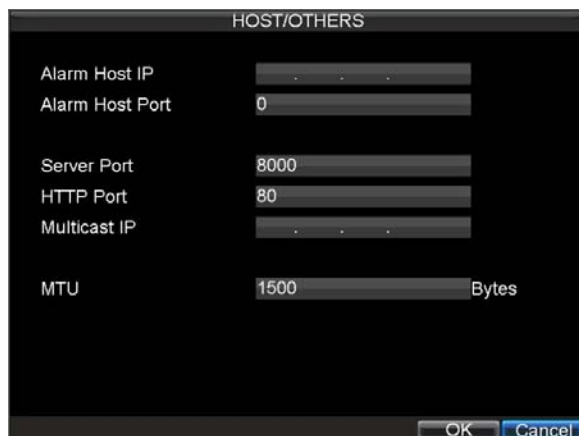 HOST/OTHERS
Alarm Host IP . . .
Alarm Host Port 0
Server Port 8000
HTTP Port 80
Multicast IP . . .
MTU 1500 Bytes
OK Cancel